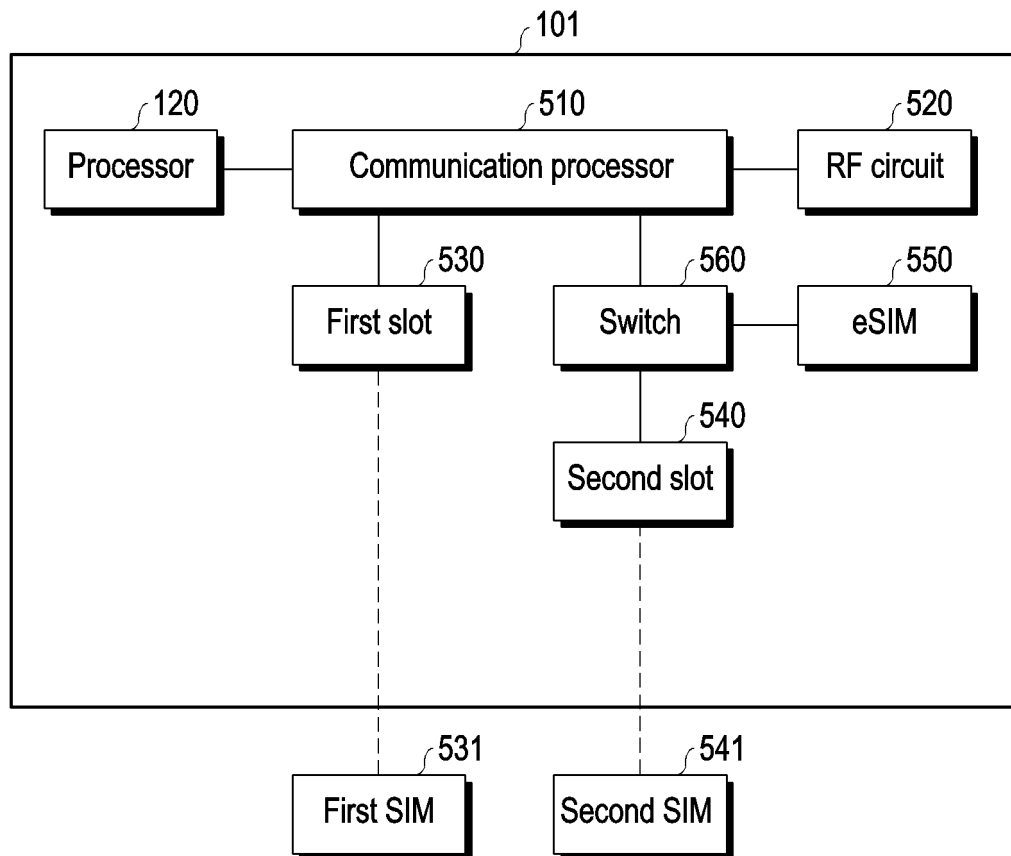 101
120
510
520
Processor
Communication processor
RF circuit
530
560
550
First slot
Switch
eSIM
540
Second slot
531
541
First SIM
Second SIM